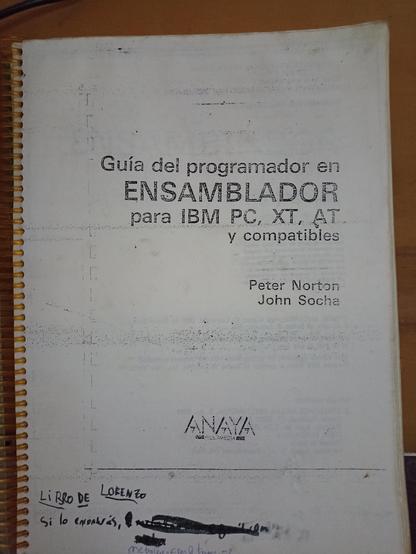 Guía del programador en
ENSAMBLADOR
para IBM PC, XT, AT
y compatibles
Peter Norton
John Socha
ANAYA
MULTIMEDIA
LIBRO DE LORENZO
Si lo